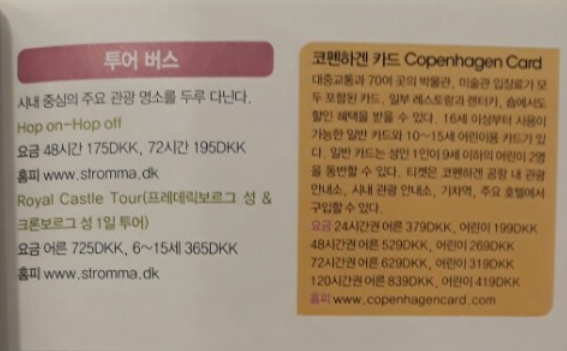 투어 버스
시내 중심의 주요 관광 명소를 두루 다닌다.
Hop on-Hop off
요금 48시간 175DKK, 72시간 195DKK
홈피 www.stromma.dk
Royal Castle Tour(프레데릭보르그 성 &
크론보르그 성 1일 투어)
요금 어른 725DKK, 6~15세 365DKK
홈피 www.stromma.dk
코펜하겐 카드 Copenhagen Card
대중교통과 70여 곳의 박물관, 미술관 입장료가 모
두 포함된 카드. 일부 레스토랑과 렌터카, 숍에서도
할인 혜택을 받을 수 있다. 16세 이상부터 사용이
가능한 일반 카드와 10~15세 어린이용 카드가 있
다. 일반 카드는 성인 1인이 9세 이하의 어린이 2명
을 동반할 수 있다. 티켓은 코펜하겐 공항 내 관광
안내소, 시내 관광 안내소, 기차역, 주요 호텔에서
구입할 수 있다.
요금 24시간권 어른 379DKK, 어린이 199DKK
48시간권 어른 529DKK, 어린이 269DKK
72시간권 어른 629DKK, 어린이 319DKK
120시간권 어른 839DKK, 어린이 419DKK
홈피 www.copenhagencard.com